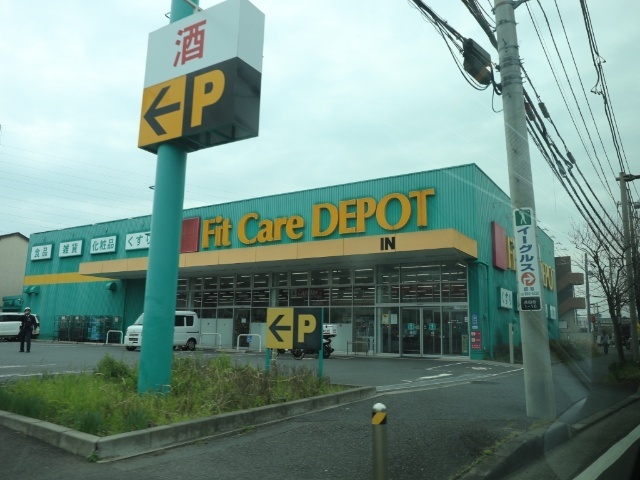 酒
←P
食品 雑貨 化粧品 くすり
Fit Care DEPOT
IN
←P
イーグルス